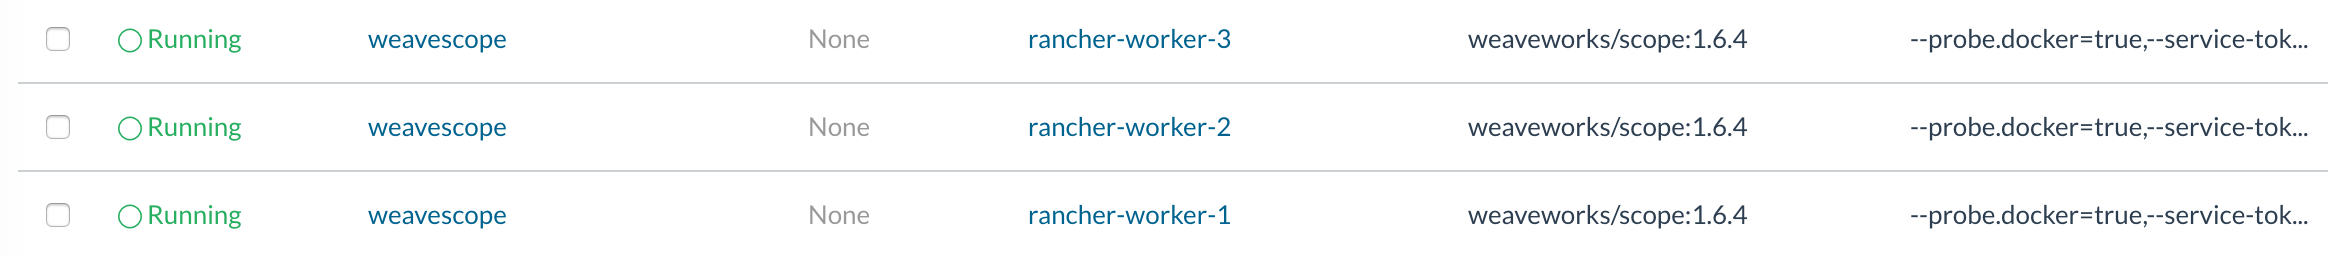 Running weavescope None rancher-worker-3 weaveworks/scope:1.6.4 --probe.docker=true,--service-tok...
Running weavescope None rancher-worker-2 weaveworks/scope:1.6.4 --probe.docker=true,--service-tok...
Running weavescope None rancher-worker-1 weaveworks/scope:1.6.4 --probe.docker=true,--service-tok...